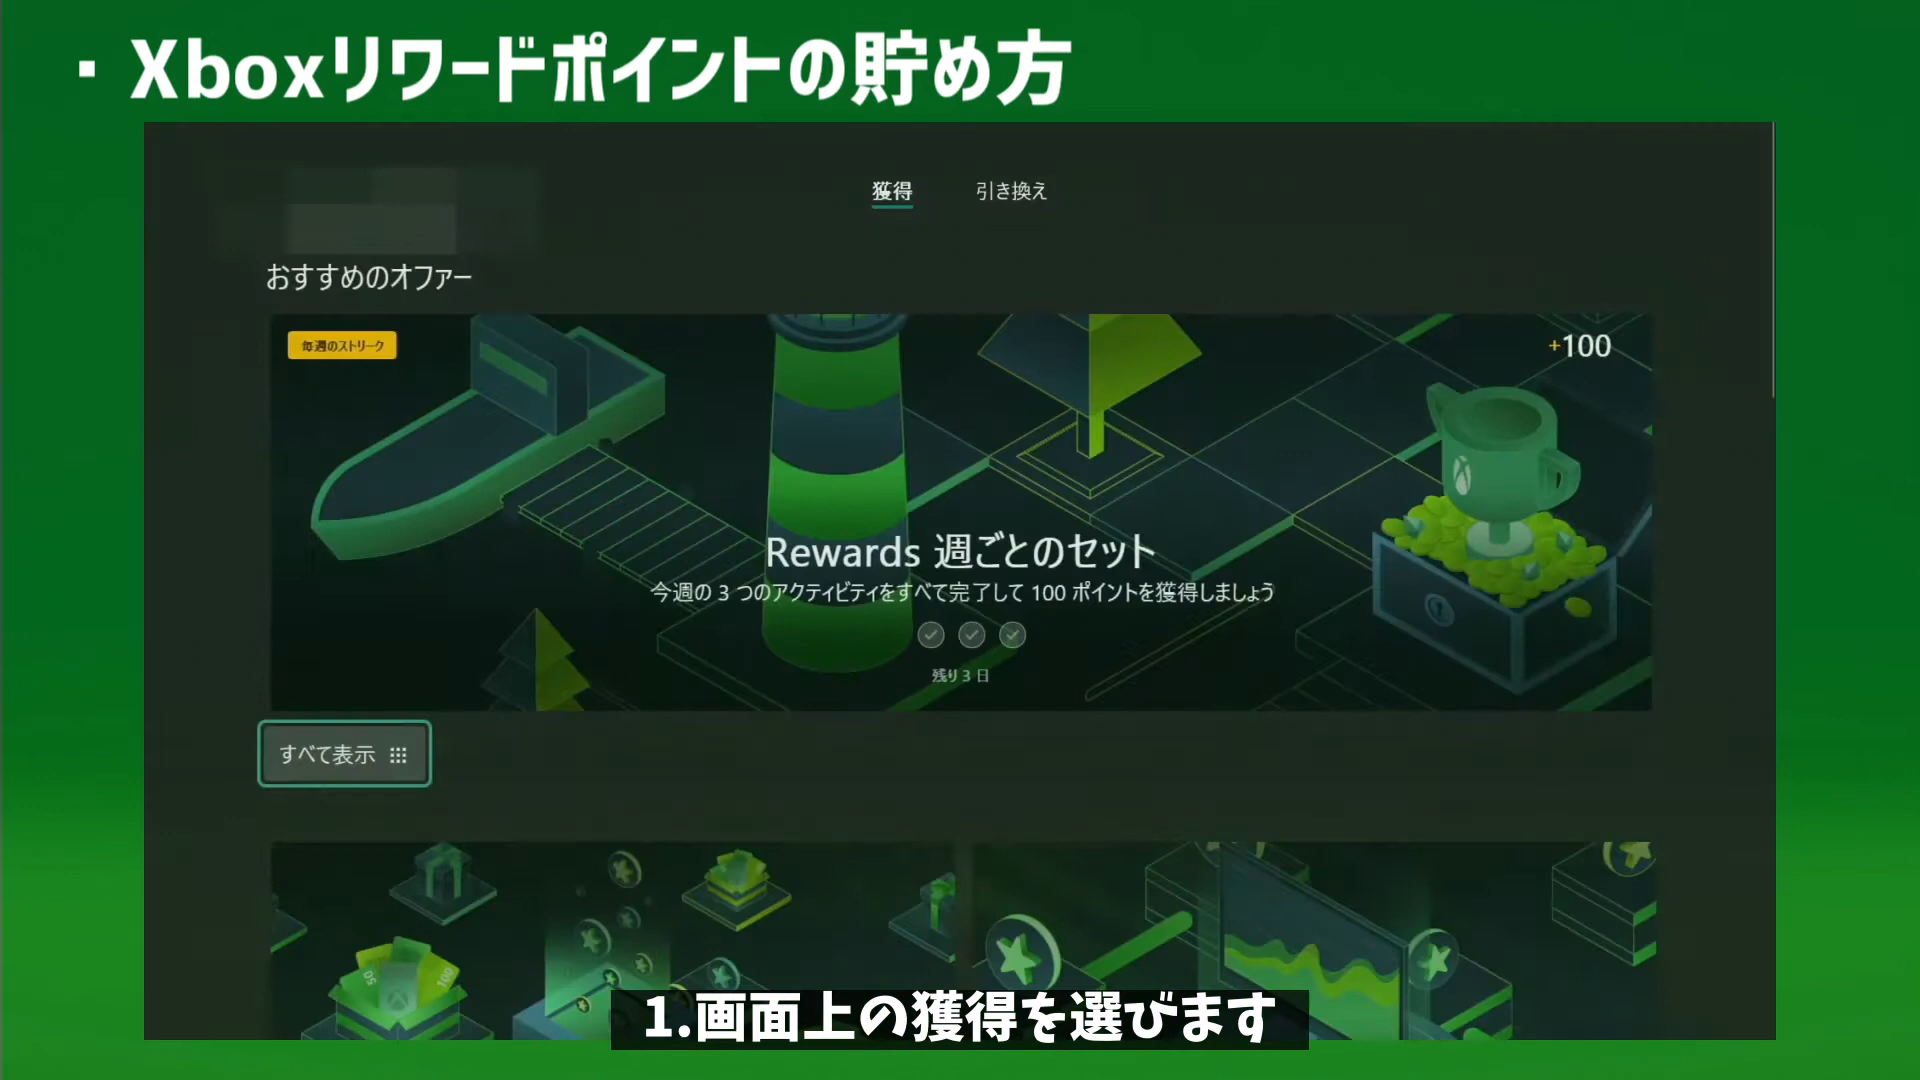 ・Xboxリワードポイントの貯め方
獲得 引き換え
おすすめのオファー
毎週のストリーク
+100
Rewards 週ごとのセット
今週の 3 つのアクティビティをすべて完了して 100 ポイントを獲得しましょう
残り 3 日
すべて表示
50
100
1.画面上の獲得を選びます